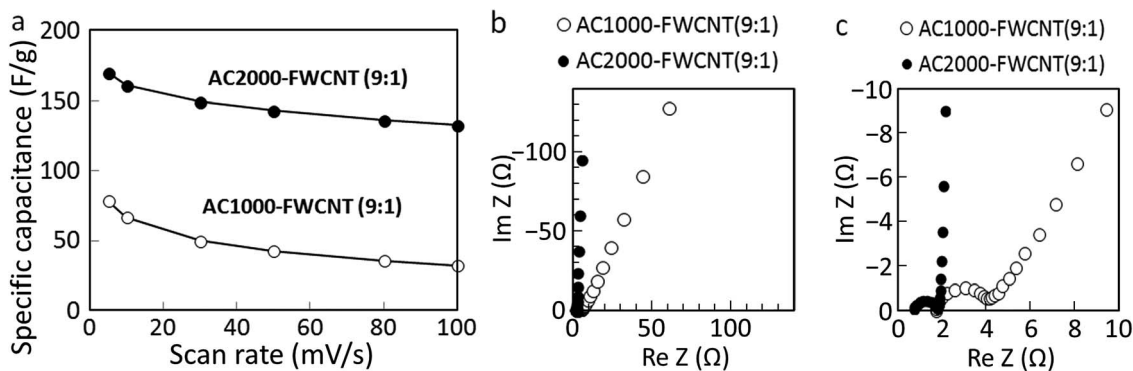 a
200
150
100
50
0
Specific capacitance (F/g)
AC2000-FWCNT (9:1)
AC1000-FWCNT (9:1)
0 20 40 60 80 100
Scan rate (mV/s)
b
AC1000-FWCNT(9:1)
AC2000-FWCNT(9:1)
Im Z (Ω)
−100
−50
0
0 60 120
Re Z (Ω)
c
AC1000-FWCNT(9:1)
AC2000-FWCNT(9:1)
Im Z (Ω)
−10
−8
−6
−4
−2
0
0 2 4 6 8 10
Re Z (Ω)